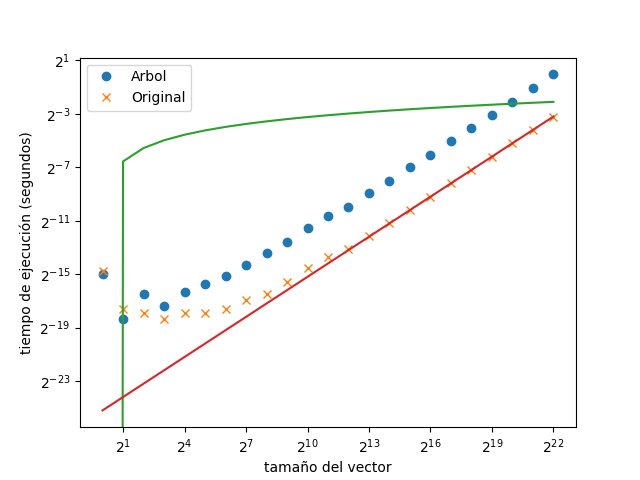 2^1
2^-3
2^-7
2^-11
2^-15
2^-19
2^-23
tiempo de ejecución (segundos)
Arbol
Original
2^1 2^4 2^7 2^10 2^13 2^16 2^19 2^22
tamaño del vector